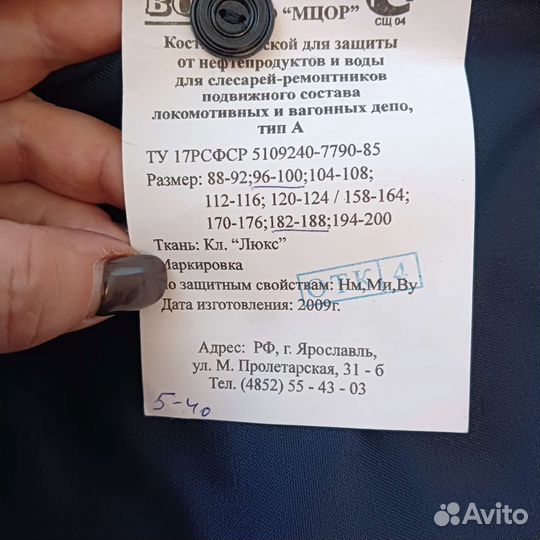 "МЦОР"
СЩ 04
для защиты
от нефтепродуктов и воды
для слесарей-ремонтников
подвижного состава
локомотивных и вагонных депо,
тип А
ТУ 17РСФСР 5109240-7790-85
Размер: 88-92;96-100;104-108;
112-116; 120-124 / 158-164;
170-176;182-188;194-200
Ткань: Кл. "Люкс"
Маркировка
по защитным свойствам: Нм,Ми,Ву
Дата изготовления: 2009г.
ОТК 4
Адрес: РФ, г. Ярославль,
ул. М. Пролетарская, 31 - б
Тел. (4852) 55 - 43 - 03
5-40
Avito